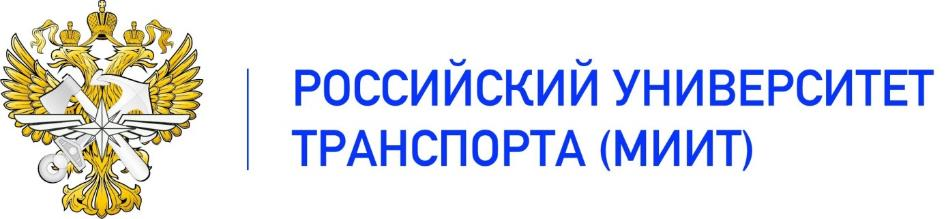 РОССИЙСКИЙ УНИВЕРСИТЕТ
ТРАНСПОРТА (МИИТ)